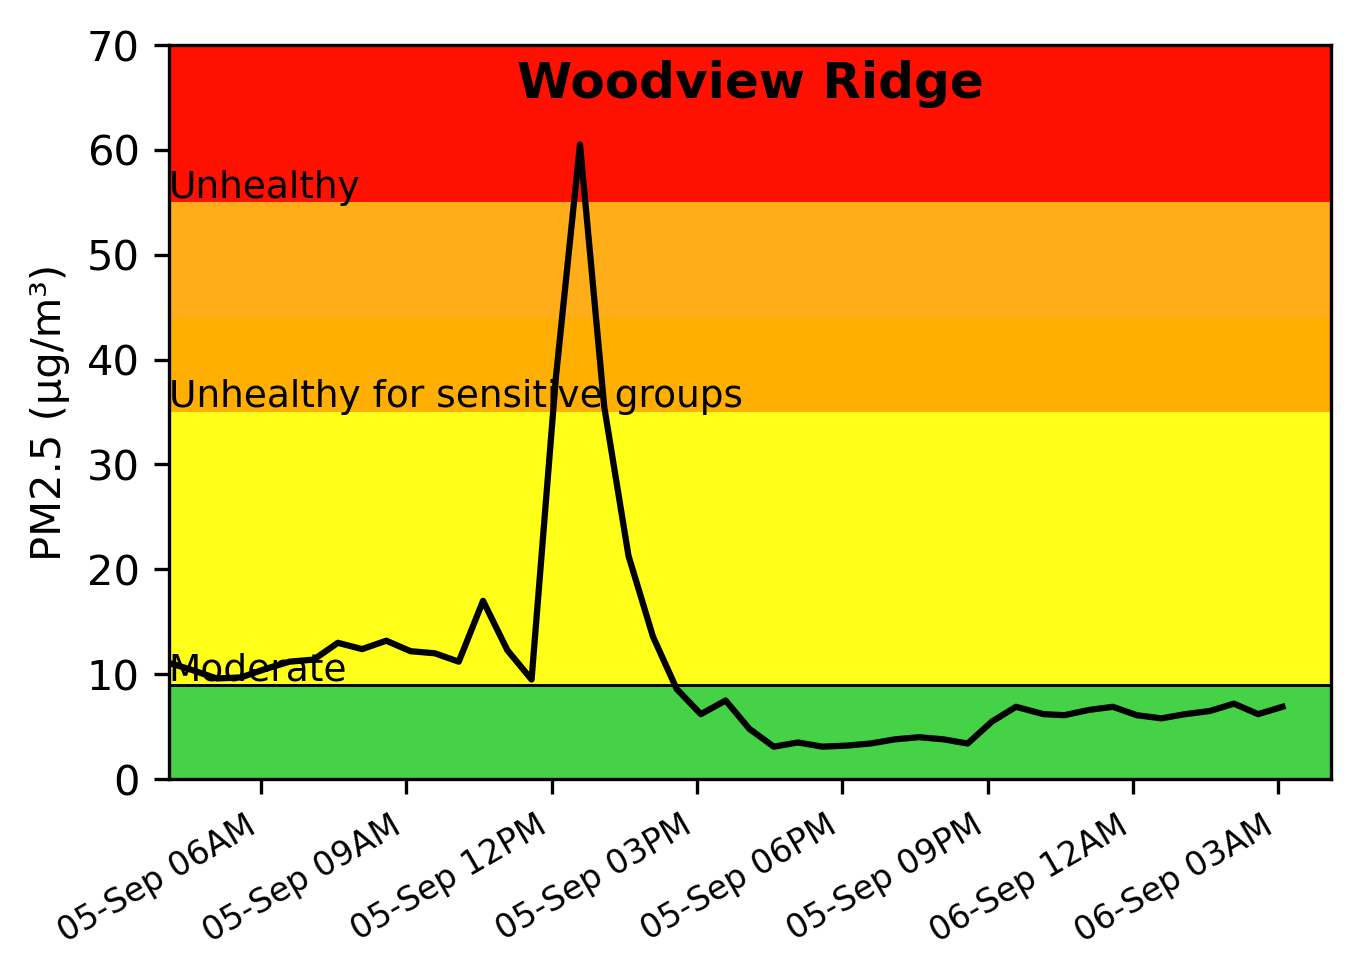 Woodview Ridge
70
60
50
40
30
20
10
0
PM2.5 (µg/m³)
Unhealthy
Unhealthy for sensitive groups
Moderate
05-Sep 06AM
05-Sep 09AM
05-Sep 12PM
05-Sep 03PM
05-Sep 06PM
05-Sep 09PM
06-Sep 12AM
06-Sep 03AM